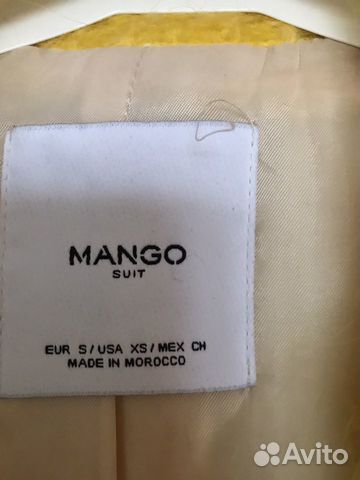 MANGO
SUIT
EUR S / USA XS / MEX CH
MADE IN MOROCCO
Avito